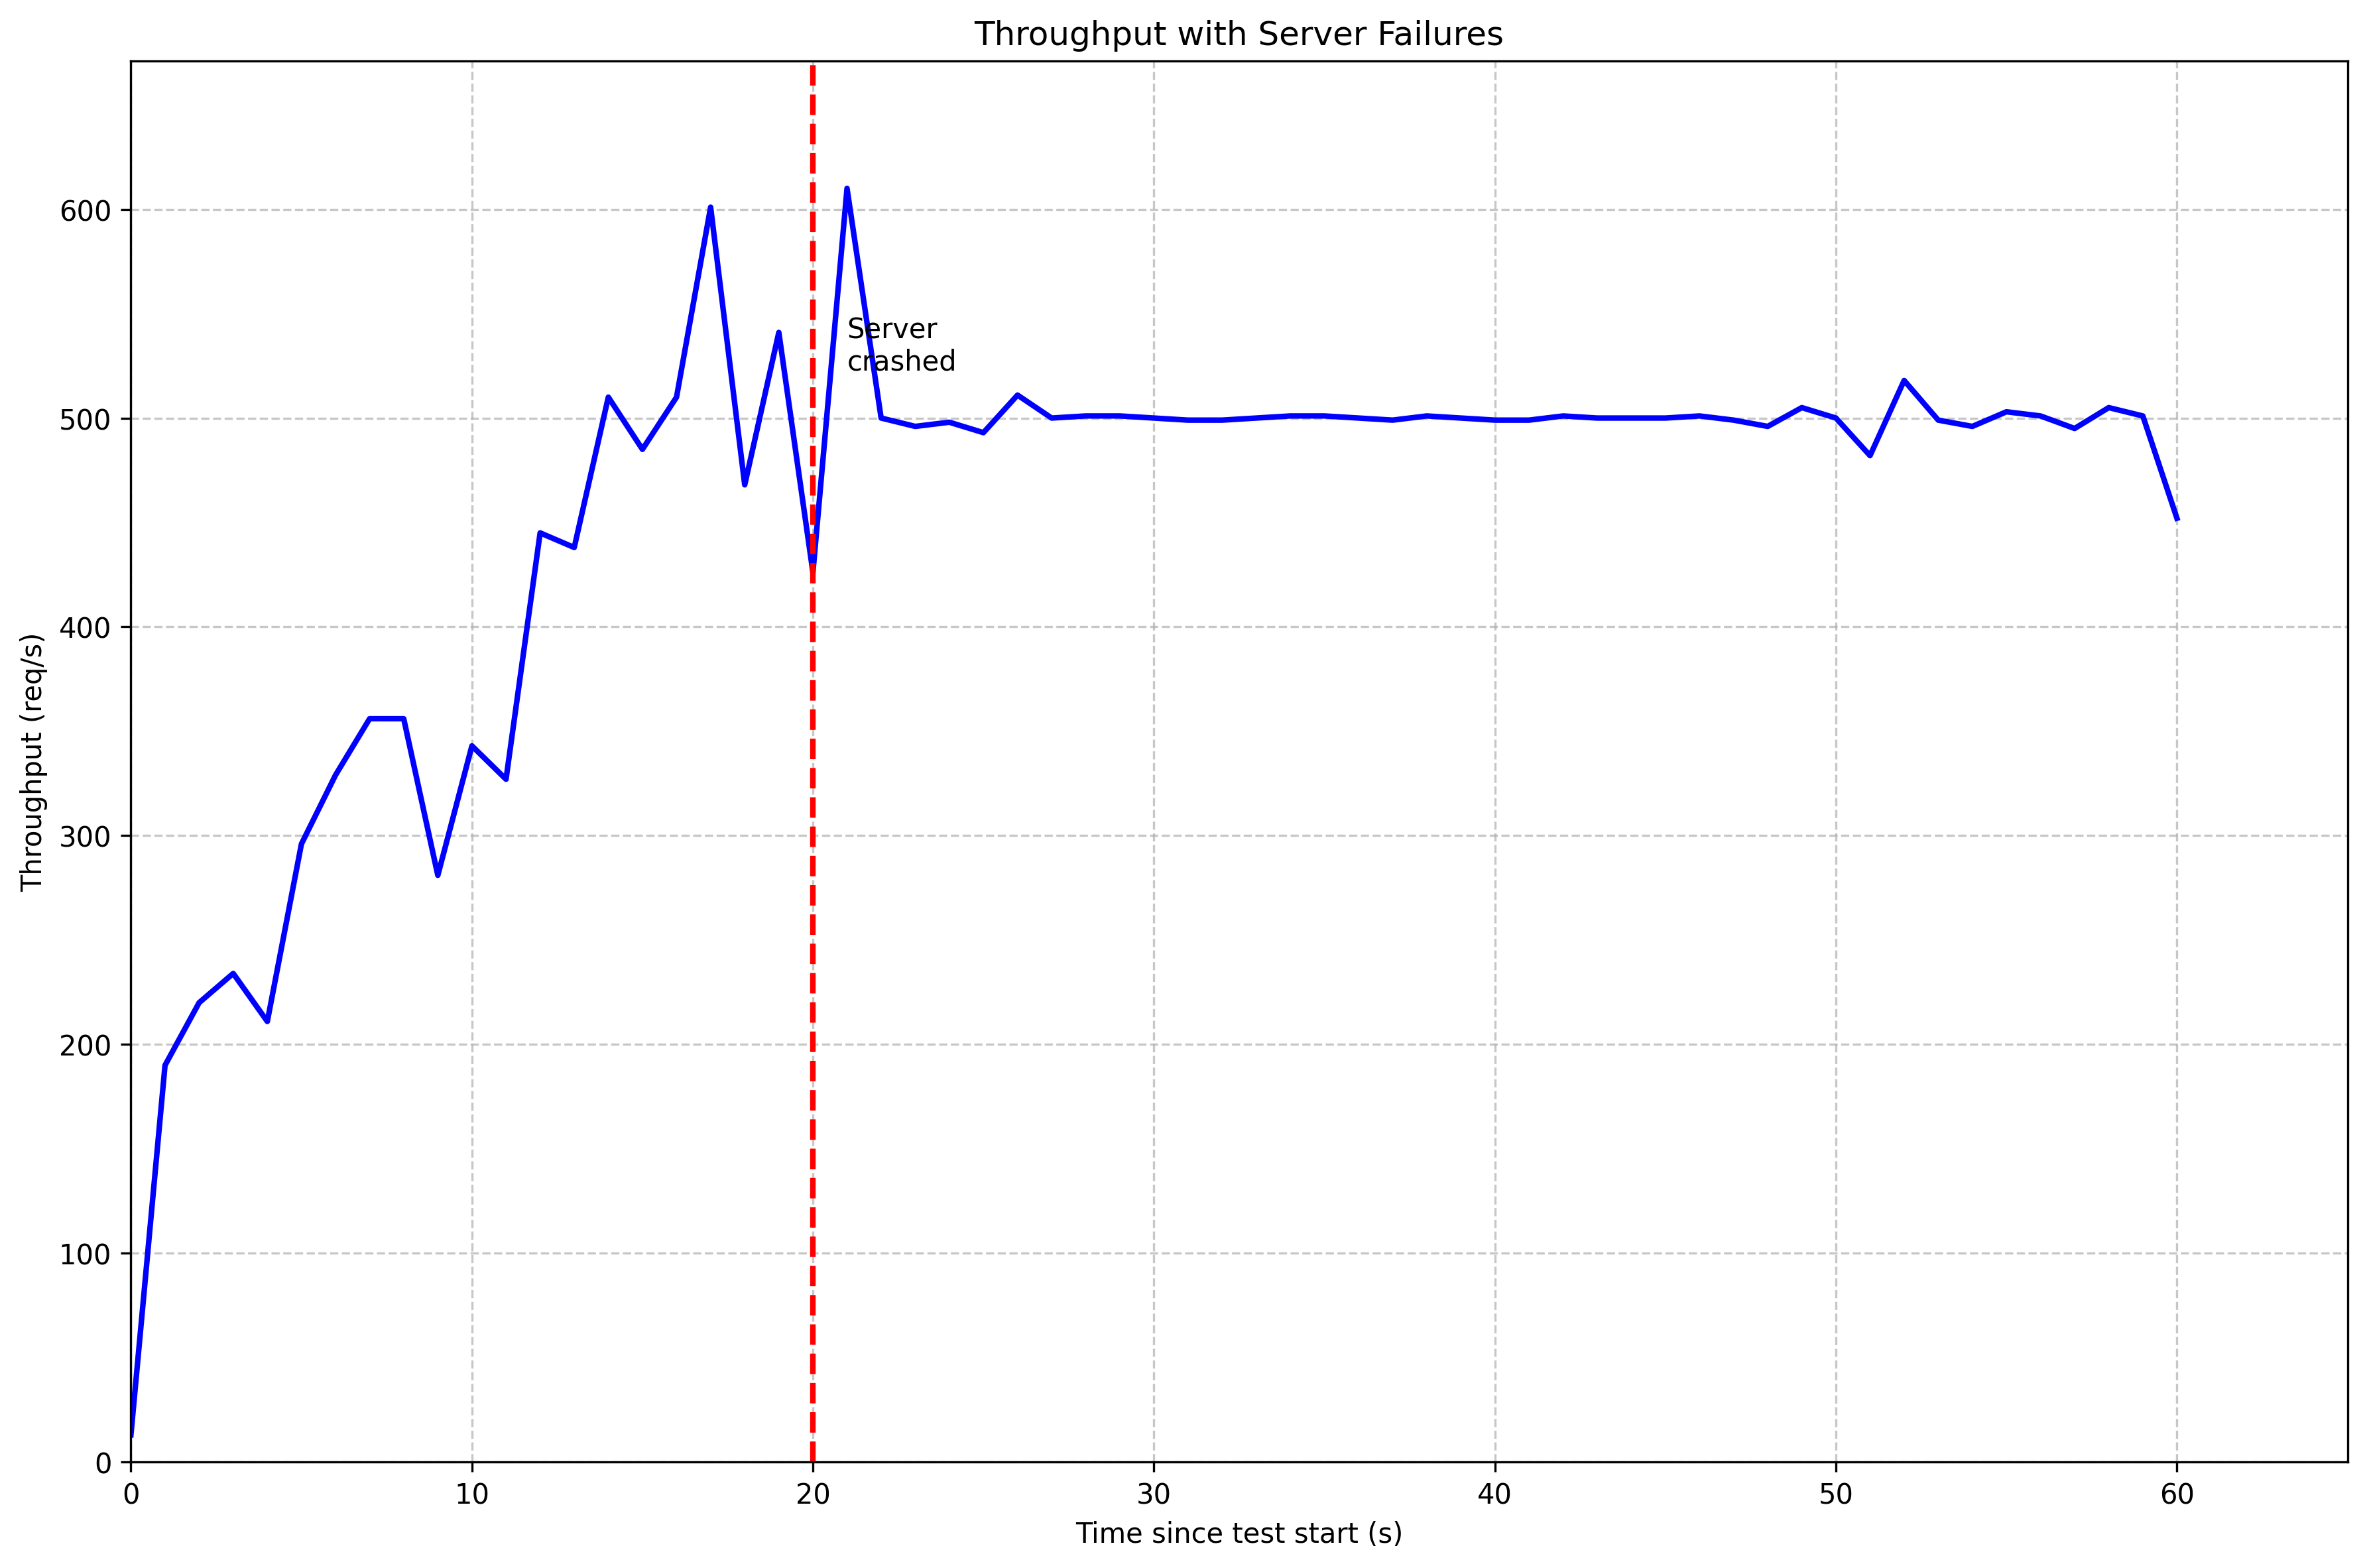 Throughput with Server Failures
Throughput (req/s)
600
500
400
300
200
100
0
Server
crashed
0 10 20 30 40 50 60
Time since test start (s)